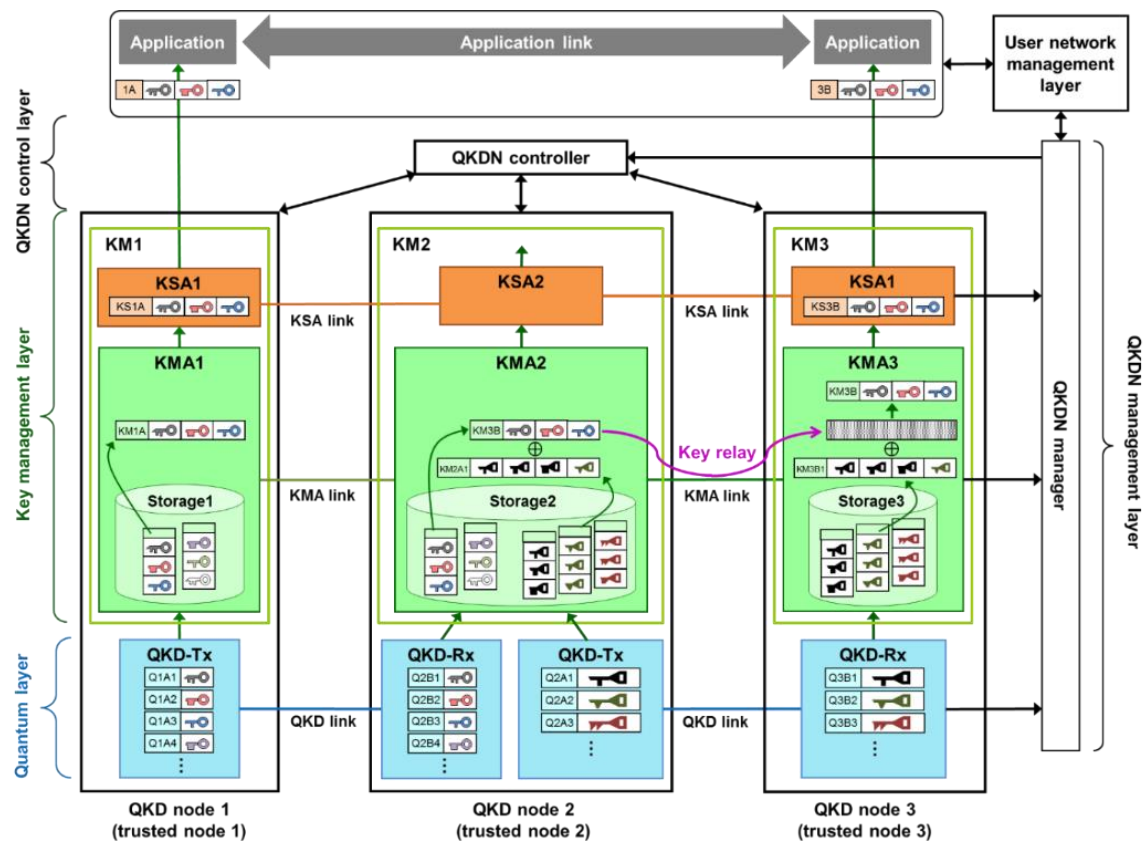 Application
Application link
Application
User network
management
layer
1A
3B
QKDN control layer
QKDN controller
KM1
KM2
KM3
KSA1
KS1A
KSA link
KSA2
KSA link
KSA1
KS3B
Key management layer
KMA1
KM1A
KMA2
KM3B
KM2A1
Key relay
KMA3
KM3B
KM3B1
KMA link
KMA link
Storage1
Storage2
Storage3
QKDN manager
QKDN management layer
Quantum layer
QKD-Tx
Q1A1
Q1A2
Q1A3
Q1A4
QKD link
QKD-Rx
Q2B1
Q2B2
Q2B3
Q2B4
QKD-Tx
Q2A1
Q2A2
Q2A3
QKD link
QKD-Rx
Q3B1
Q3B2
Q3B3
QKD node 1
(trusted node 1)
QKD node 2
(trusted node 2)
QKD node 3
(trusted node 3)